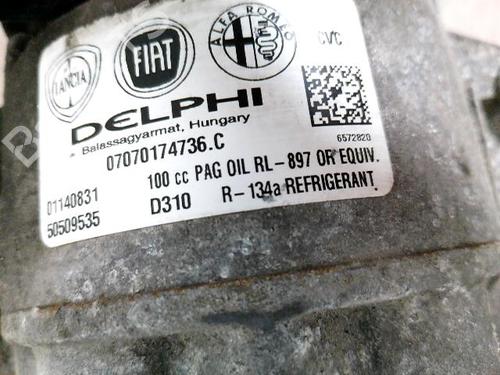 LANCIA
FIAT
ALFA ROMEO
CVC
DELPHI
Balassagyarmat, Hungary
07070174736.C
6572820
100 cc PAG OIL RL-897 OR EQUIV.
01140831
D310
R-134a REFRIGERANT.
50509535